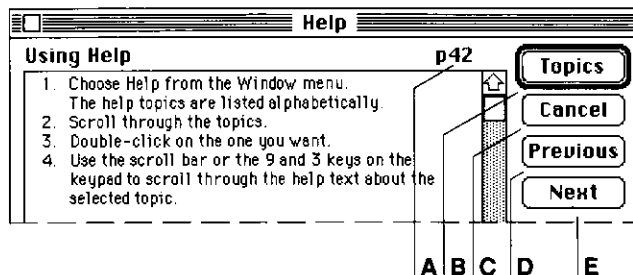 Help
Using Help p42
1. Choose Help from the Window menu.
The help topics are listed alphabetically.
2. Scroll through the topics.
3. Double-click on the one you want.
4. Use the scroll bar or the 9 and 3 keys on the
keypad to scroll through the help text about the
selected topic.
Topics
Cancel
Previous
Next
A B C D E